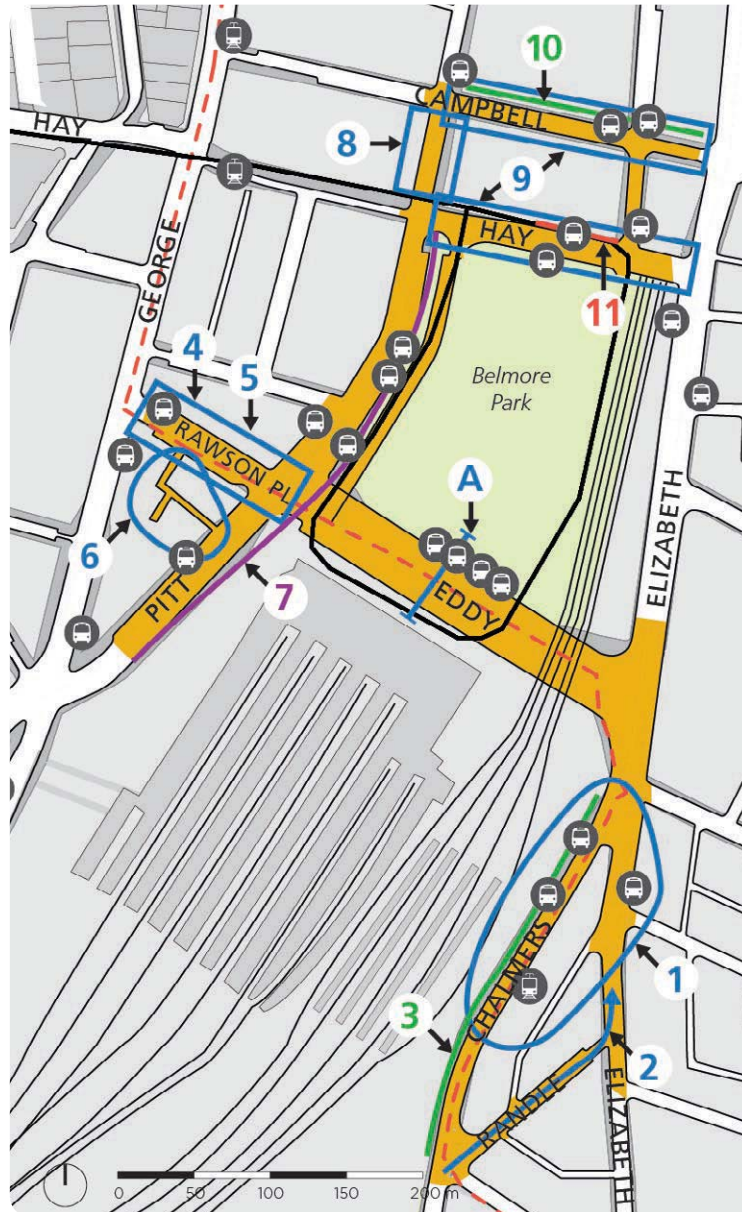 10
CAMPBELL
HAY
8
9
HAY
GEORGE
11
4
5
Belmore
Park
RAWSON PL
A
ELIZABETH
6
PITT
7
EDDY
CHALMERS
1
3
2
RANDLE
ELIZABETH
0 50 100 150 200 m